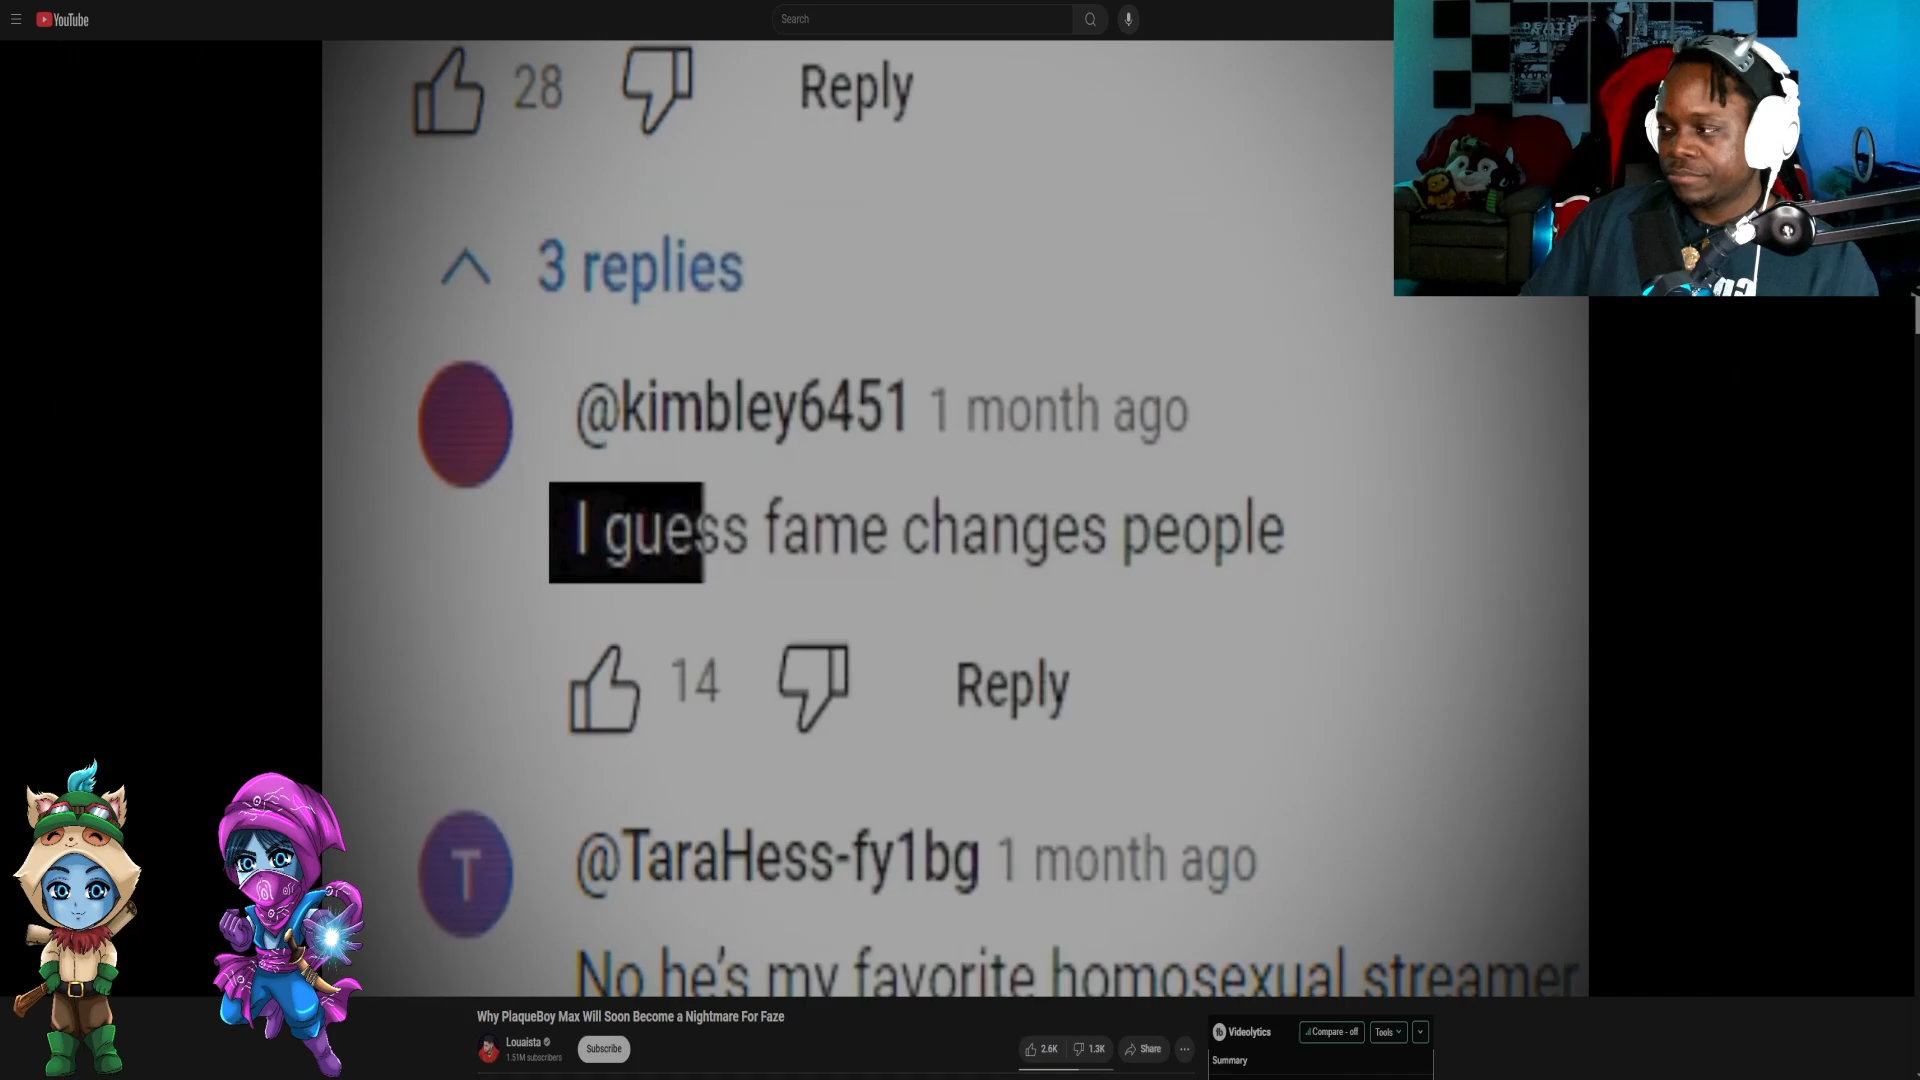 YouTube
Search
28
Reply
3 replies
@kimbley6451 1 month ago
I guess fame changes people
14
Reply
T
@TaraHess-fy1bg 1 month ago
No he's my favorite homosexual streamer
Why PlaqueBoy Max Will Soon Become a Nightmare For Faze
Louaista
1.51M subscribers
Subscribe
2.6K
1.3K
Share
Videolytics
Compare - off
Tools
Summary